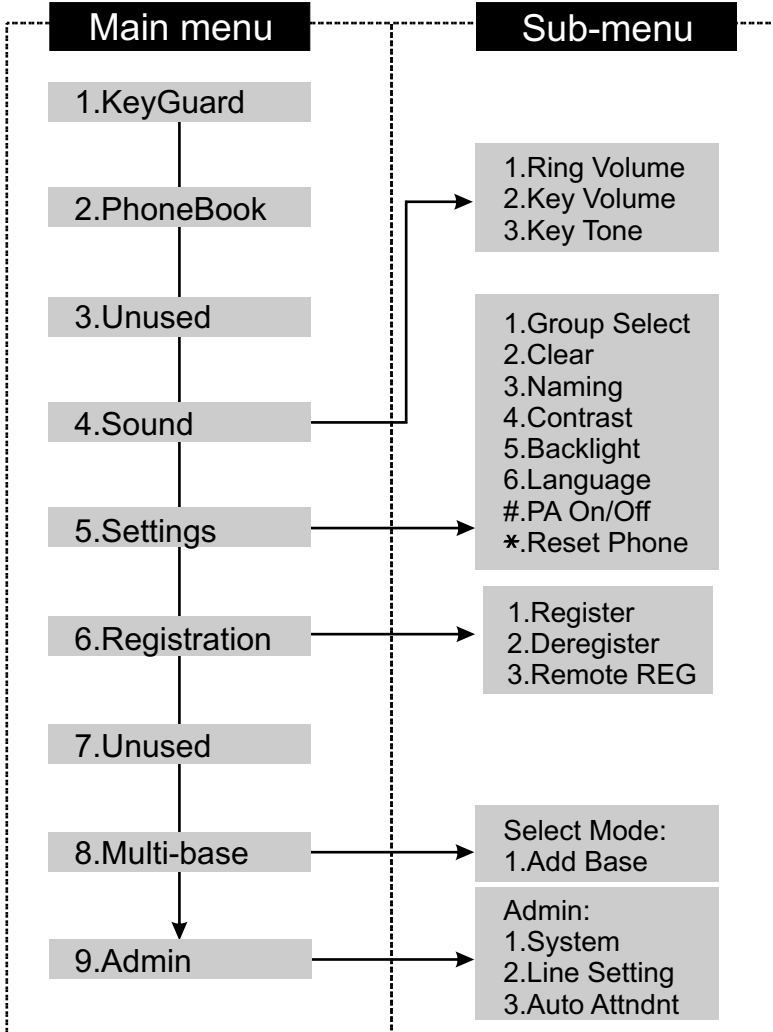 Main menu
Sub-menu
1.KeyGuard
2.PhoneBook
3.Unused
4.Sound
5.Settings
6.Registration
7.Unused
8.Multi-base
9.Admin
1.Ring Volume
2.Key Volume
3.Key Tone
1.Group Select
2.Clear
3.Naming
4.Contrast
5.Backlight
6.Language
#.PA On/Off
*.Reset Phone
1.Register
2.Deregister
3.Remote REG
Select Mode:
1.Add Base
Admin:
1.System
2.Line Setting
3.Auto Attndnt